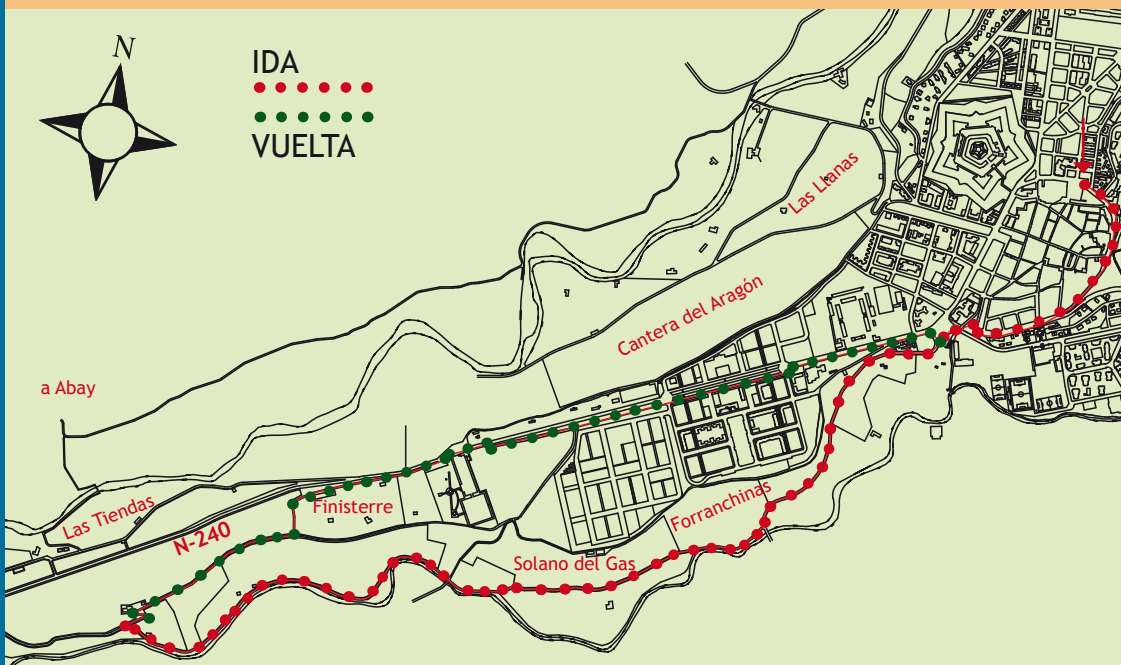 N
IDA
VUELTA
Las Llanas
Cantera del Aragón
a Abay
Las Tiendas
Finisterre
N-240
Forranchinas
Solano del Gas